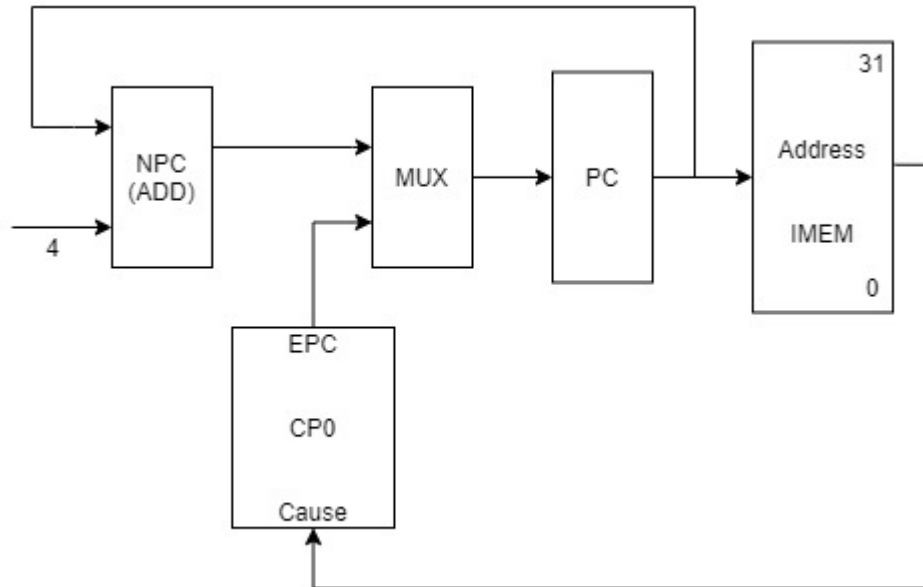 NPC
(ADD)
4
MUX
PC
31
Address
IMEM
0
EPC
CP0
Cause